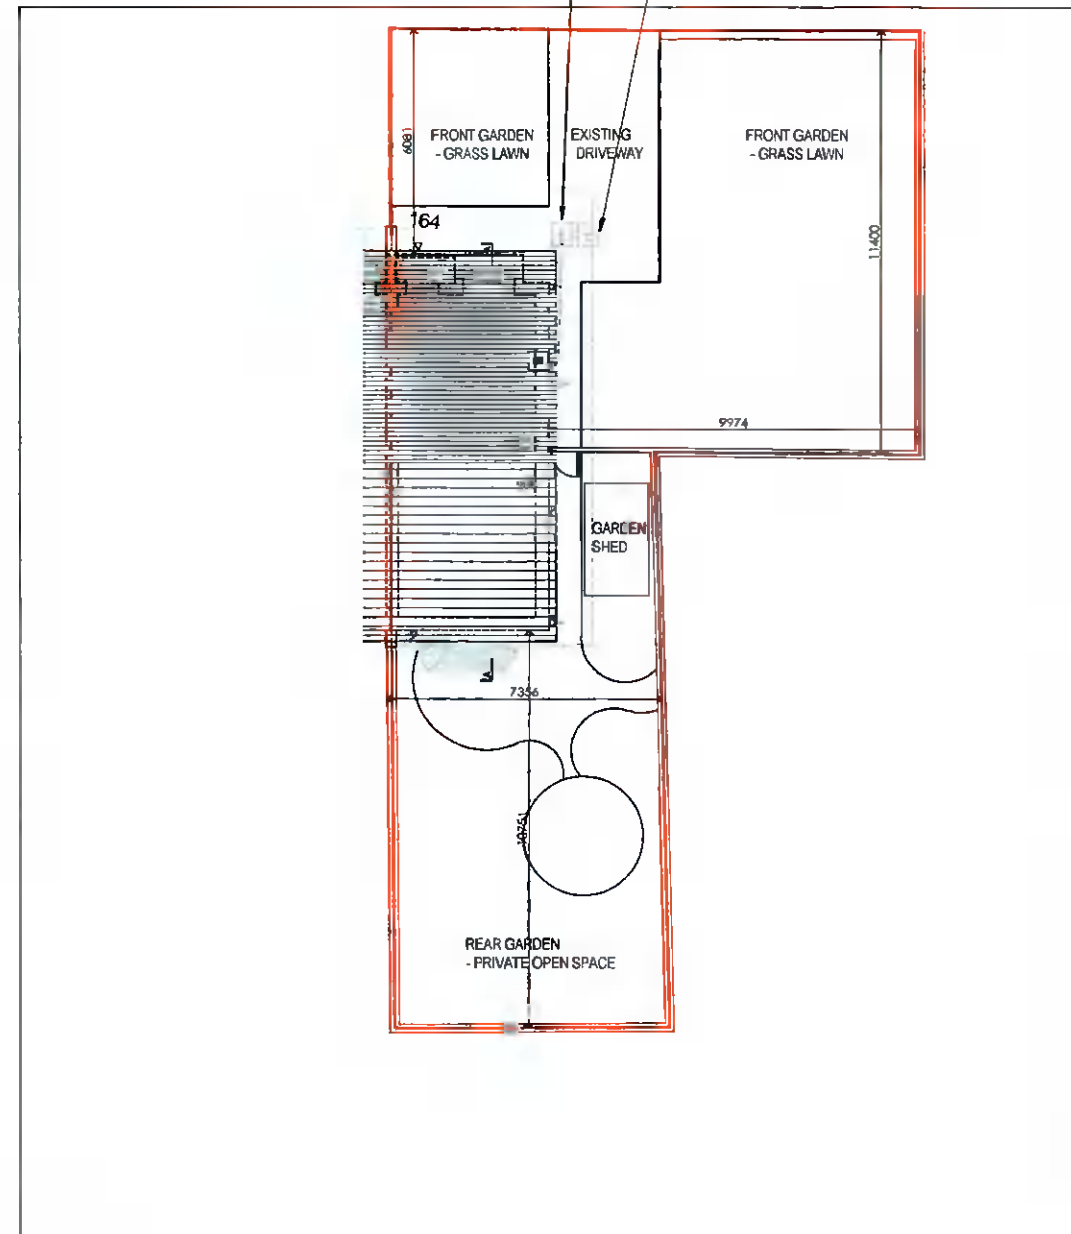 FRONT GARDEN
- GRASS LAWN
EXISTING
DRIVEWAY
FRONT GARDEN
- GRASS LAWN
6081
164
11400
9974
GARDEN
SHED
7356
10751
REAR GARDEN
- PRIVATE OPEN SPACE